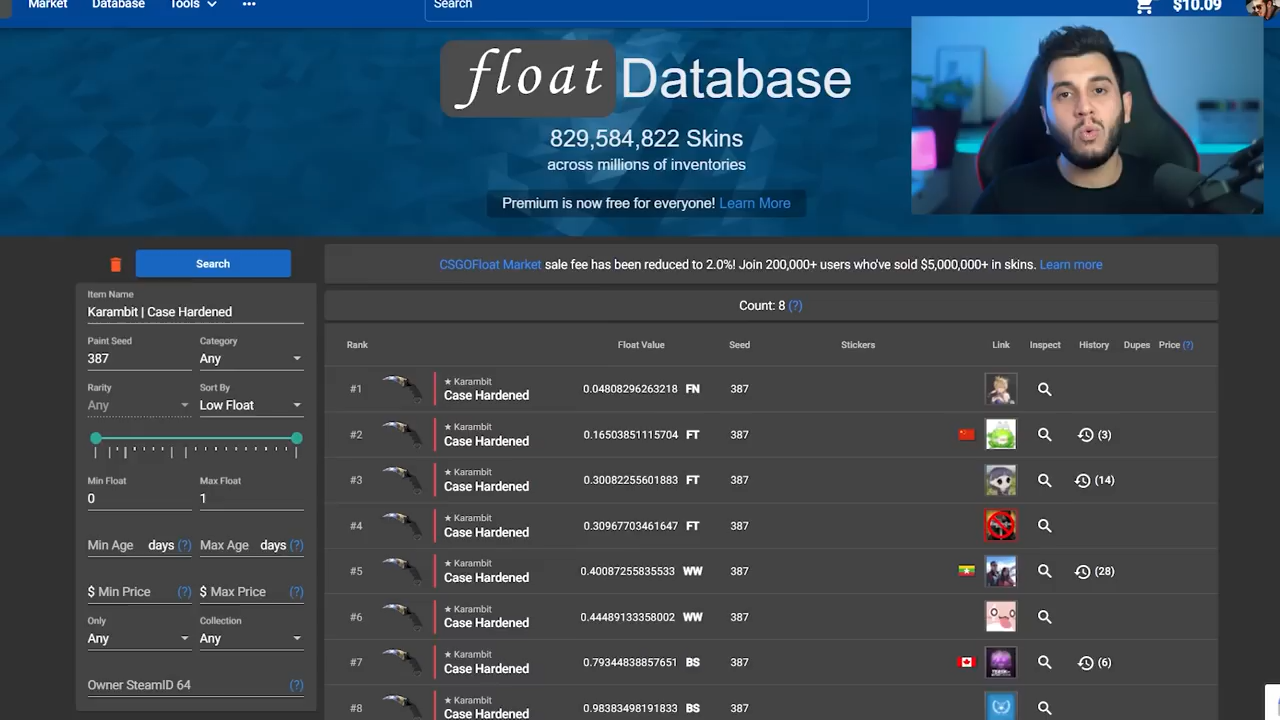 Market Database Tools ••• Search $10.09
float Database
829,584,822 Skins
across millions of inventories
Premium is now free for everyone! Learn More
Search
CSGOFloat Market sale fee has been reduced to 2.0%! Join 200,000+ users who've sold $5,000,000+ in skins. Learn more
Item Name
Karambit | Case Hardened
Paint Seed Category
387 Any
Rarity Sort By
Any Low Float
Min Float Max Float
0 1
Min Age days (?) Max Age days (?)
$ Min Price (?) $ Max Price (?)
Only Collection
Any Any
Owner SteamID 64 (?)
Count: 8 (?)
Rank Float Value Seed Stickers Link Inspect History Dupes Price (?)
★ Karambit
#1 Case Hardened 0.04808296263218 FN 387
★ Karambit
#2 Case Hardened 0.16503851115704 FT 387 (3)
★ Karambit
#3 Case Hardened 0.30082255601883 FT 387 (14)
★ Karambit
#4 Case Hardened 0.30967703461647 FT 387
★ Karambit
#5 Case Hardened 0.40087255835533 WW 387 (28)
★ Karambit
#6 Case Hardened 0.44489133358002 WW 387
★ Karambit
#7 Case Hardened 0.79344838857651 BS 387 (6)
★ Karambit
#8 Case Hardened 0.98383498191833 BS 387